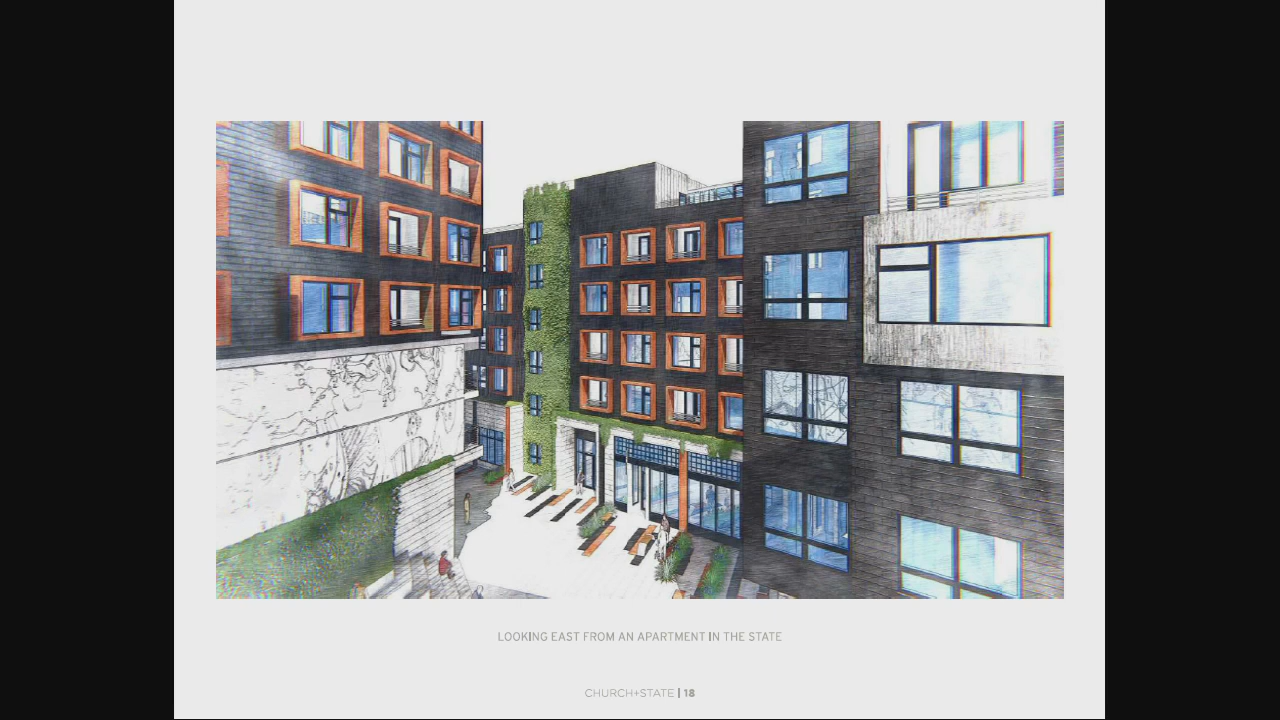 LOOKING EAST FROM AN APARTMENT IN THE STATE
CHURCH+STATE | 18